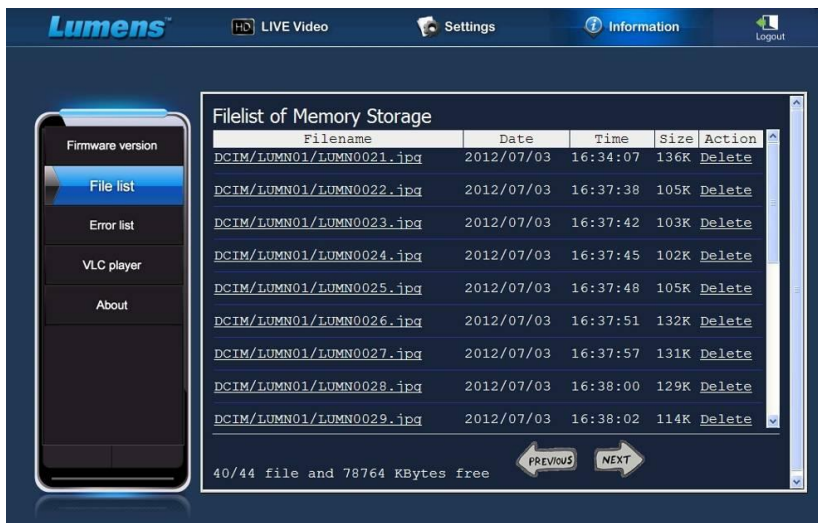 Lumens™ HD LIVE Video Settings Information Logout
Firmware version
File list
Error list
VLC player
About
Filelist of Memory Storage
Filename Date Time Size Action
DCIM/LUMN01/LUMN0021.jpg 2012/07/03 16:34:07 136K Delete
DCIM/LUMN01/LUMN0022.jpg 2012/07/03 16:37:38 105K Delete
DCIM/LUMN01/LUMN0023.jpg 2012/07/03 16:37:42 103K Delete
DCIM/LUMN01/LUMN0024.jpg 2012/07/03 16:37:45 102K Delete
DCIM/LUMN01/LUMN0025.jpg 2012/07/03 16:37:48 105K Delete
DCIM/LUMN01/LUMN0026.jpg 2012/07/03 16:37:51 132K Delete
DCIM/LUMN01/LUMN0027.jpg 2012/07/03 16:37:57 131K Delete
DCIM/LUMN01/LUMN0028.jpg 2012/07/03 16:38:00 129K Delete
DCIM/LUMN01/LUMN0029.jpg 2012/07/03 16:38:02 114K Delete
PREVIOUS NEXT
40/44 file and 78764 KBytes free